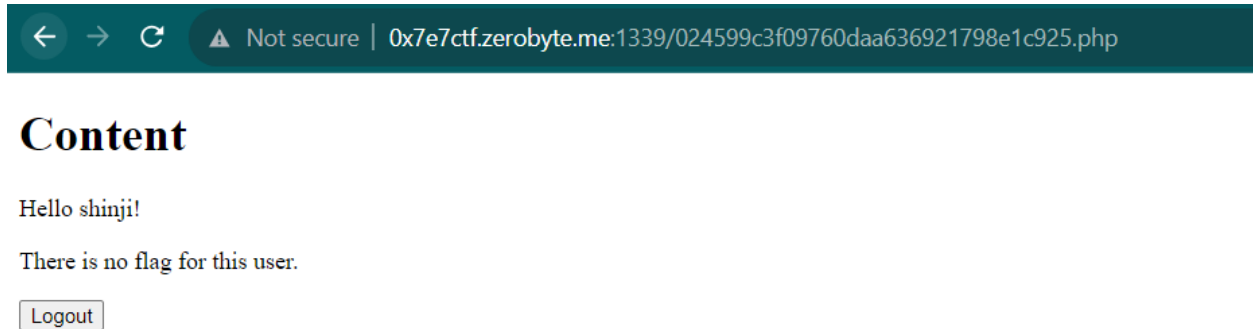 Not secure | 0x7e7ctf.zerobyte.me:1339/024599c3f09760daa636921798e1c925.php
Content
Hello shinji!
There is no flag for this user.
Logout